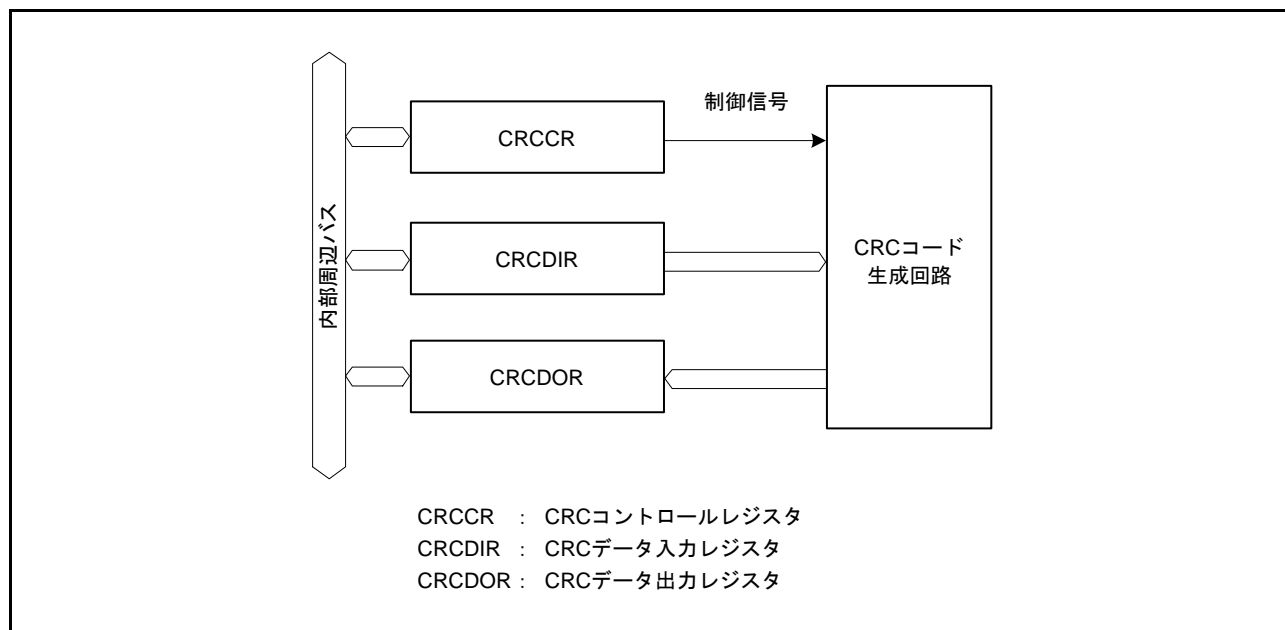 制御信号
CRCCR
内部周辺バス
CRCDIR
CRCコード
生成回路
CRCDOR
CRCCR : CRCコントロールレジスタ
CRCDIR : CRCデータ入力レジスタ
CRCDOR : CRCデータ出力レジスタ